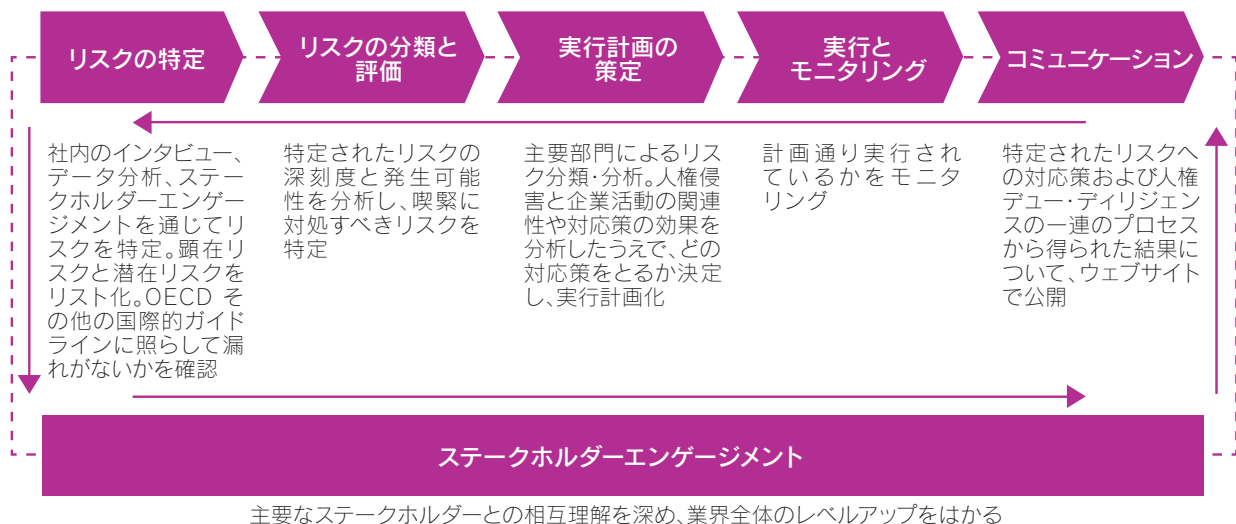 リスクの特定
リスクの分類と
評価
実行計画の
策定
実行と
モニタリング
コミュニケーション
社内のインタビュー、
データ分析、ステー
クホルダーエンゲー
ジメントを通じてリ
スクを特定。顕在リ
スクと潜在リスクを
リスト化。OECD そ
の他の国際的ガイド
ラインに照らして漏
れがないかを確認
特定されたリスクの
深刻度と発生可能
性を分析し、喫緊に
対処すべきリスクを
特定
主要部門によるリス
ク分類・分析。人権侵
害と企業活動の関連
性や対応策の効果を
分析したうえで、どの
対応策をとるか決定
し、実行計画化
計画通り実行され
ているかをモニタ
リング
特定されたリスクへ
の対応策および人権
デュー・ディリジェン
スの一連のプロセス
から得られた結果に
ついて、ウェブサイト
で公開
ステークホルダーエンゲージメント
主要なステークホルダーとの相互理解を深め、業界全体のレベルアップをはかる